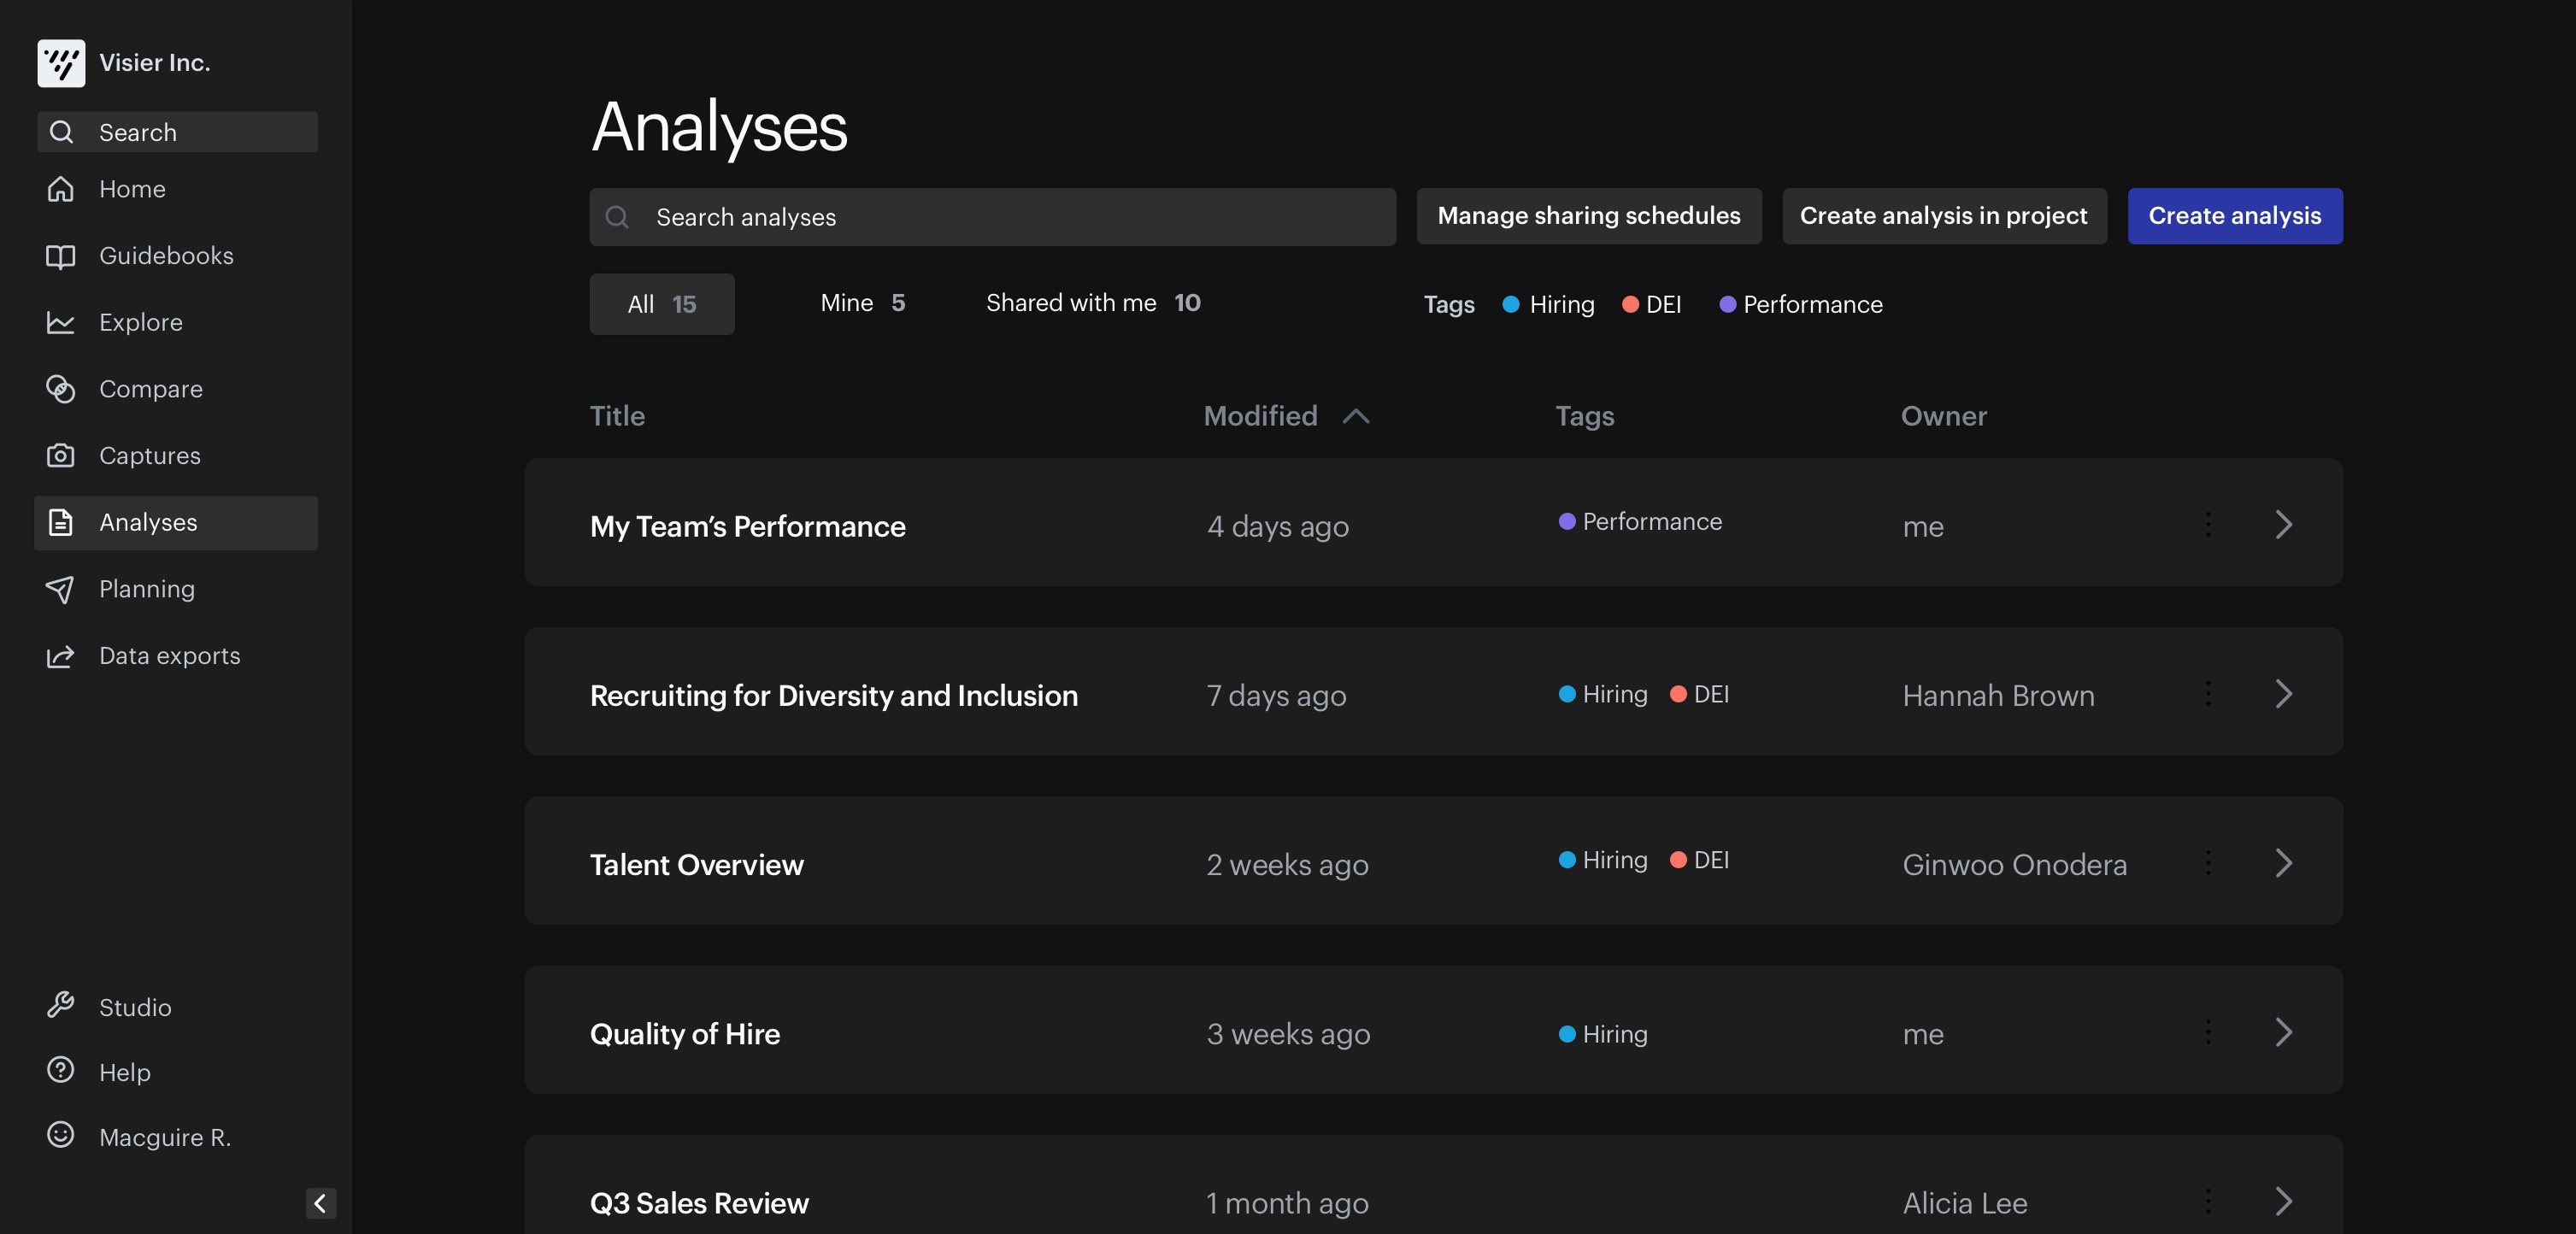 Visier Inc.
Search
Home
Guidebooks
Explore
Compare
Captures
Analyses
Planning
Data exports
Studio
Help
Macguire R.
Analyses
Search analyses
Manage sharing schedules
Create analysis in project
Create analysis
All 15
Mine 5
Shared with me 10
Tags Hiring DEI Performance
Title Modified Tags Owner
My Team’s Performance 4 days ago Performance me
Recruiting for Diversity and Inclusion 7 days ago Hiring DEI Hannah Brown
Talent Overview 2 weeks ago Hiring DEI Ginwoo Onodera
Quality of Hire 3 weeks ago Hiring me
Q3 Sales Review 1 month ago Alicia Lee